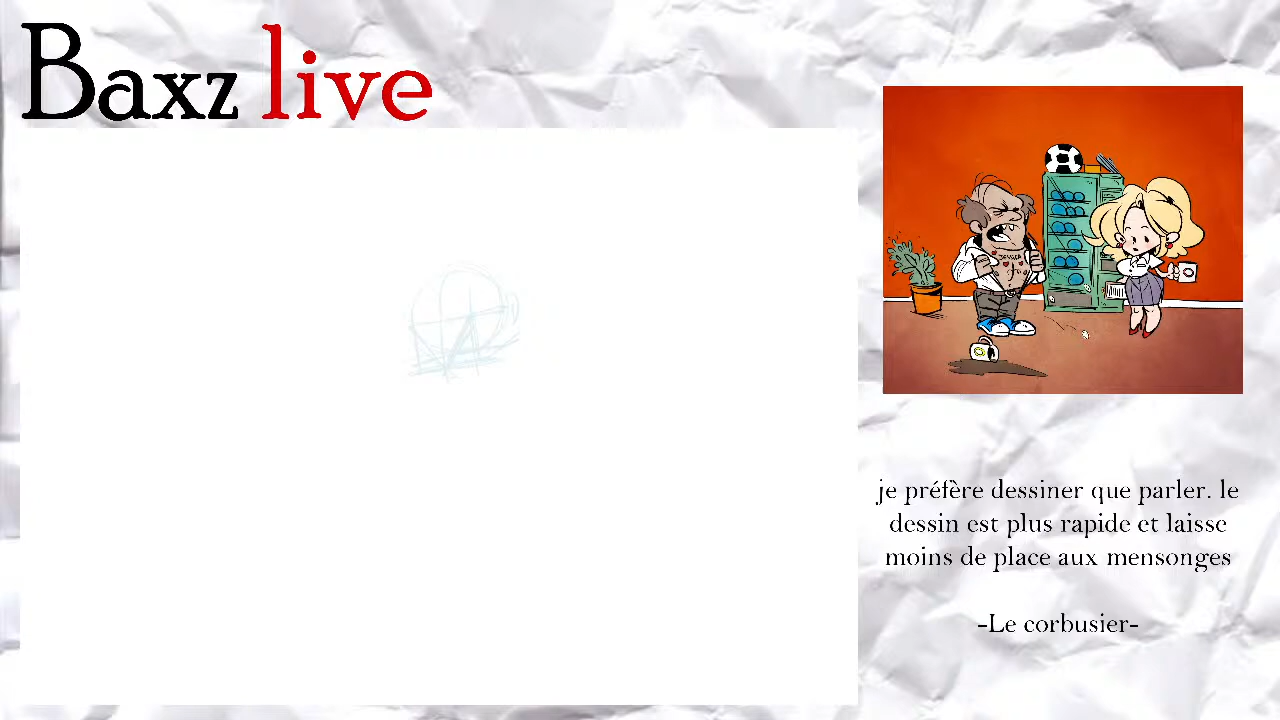 Baxz live
je préfère dessiner que parler. le
dessin est plus rapide et laisse
moins de place aux mensonges
-Le corbusier-